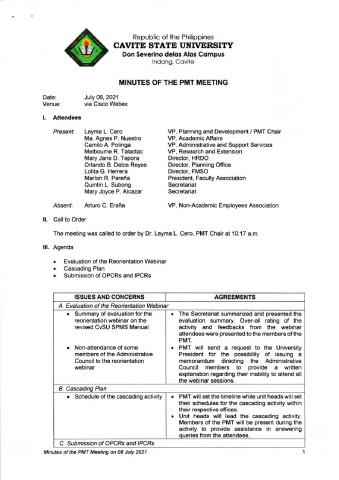 Republic of the Philippines
CAVITE STATE UNIVERSITY
Don Severino delas Alas Campus
Indang, Cavite
MINUTES OF THE PMT MEETING
Date: July 08, 2021
Venue: via Cisco Webex
I. Attendees
Present: Leyma L. Cero VP, Planning and Development / PMT Chair
Ma. Agnes P. Nuestro VP, Academic Affairs
Camilo A. Polinga VP, Administrative and Support Services
Melbourne R. Talactac VP, Research and Extension
Mary Jane D. Tepora Director, HRDO
Orlando B. Delos Reyes Director, Planning Office
Lolita G. Herrera Director, FMSO
Marlon R. Pereña President, Faculty Association
Quintin L. Subong Secretariat
Mary Joyce P. Alcazar Secretariat
Absent: Arturo C. Eraña VP, Non-Academic Employees Association
II. Call to Order
The meeting was called to order by Dr. Leyma L. Cero, PMT Chair at 10:17 a.m.
III. Agenda
• Evaluation of the Reorientation Webinar
• Cascading Plan
• Submission of OPCRs and IPCRs
ISSUES AND CONCERNS AGREEMENTS
A. Evaluation of the Reorientation Webinar
• Summary of evaluation for the reorientation webinar on the revised CvSU SPMS Manual
• The Secretariat summarized and presented the evaluation summary. Over-all rating of the activity and feedbacks from the webinar attendees were presented to the members of the PMT.
• Non-attendance of some members of the Administrative Council to the reorientation webinar
• PMT will send a request to the University President for the possibility of issuing a memorandum directing the Administrative Council members to provide a written explanation regarding their inability to attend all the webinar sessions.
B. Cascading Plan
• Schedule of the cascading activity
• PMT will set the timeline while unit heads will set their schedules for the cascading activity within their respective offices.
• Unit heads will lead the cascading activity. Members of the PMT will be present during the activity to provide assistance in answering queries from the attendees.
C. Submission of OPCRs and IPCRs
Minutes of the PMT Meeting on 08 July 2021 1